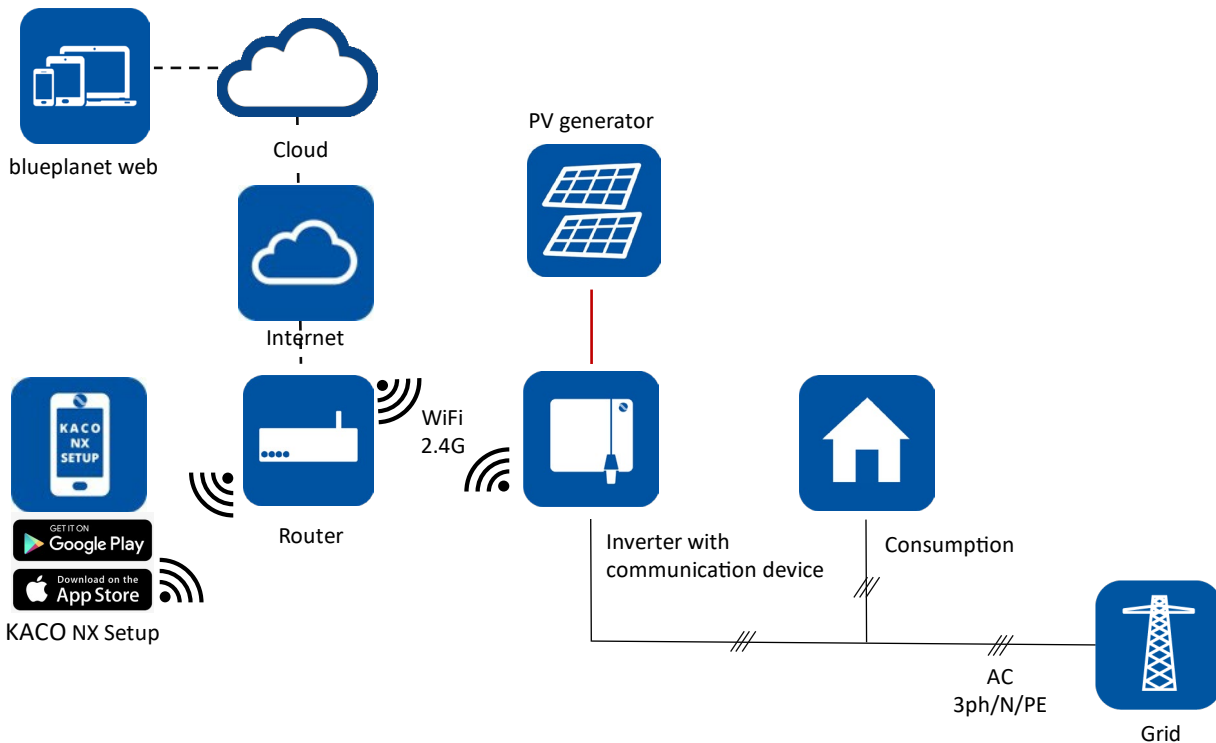 blueplanet web
Cloud
PV generator
Internet
KACO
NX
SETUP
WiFi
2.4G
GET IT ON
Google Play
Download on the
App Store
KACO NX Setup
Router
Inverter with
communication device
Consumption
AC
3ph/N/PE
Grid